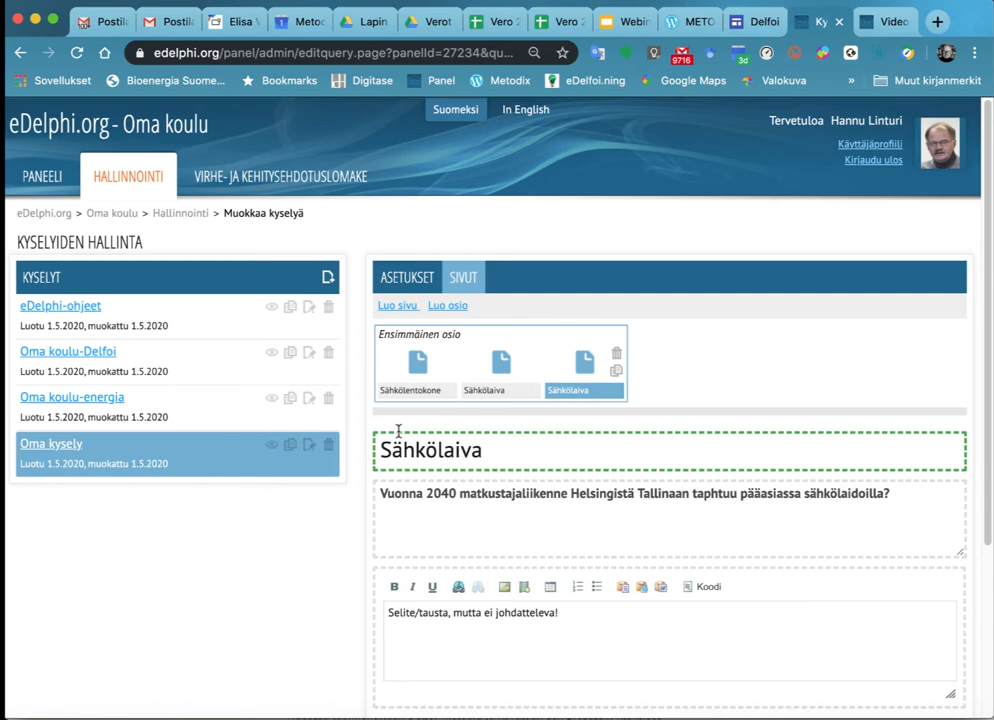 Postila
Postil
Elisa V
Metod
Lapin
Verot
Vero 2
Vero 2
Webin
METO
Delfoi
Ky
Video
edelphi.org/panel/admin/editquery.page?panelId=27234&qu...
9716
3d
Sovellukset
Bioenergia Suome...
Bookmarks
Digitase
Panel
Metodix
eDelfoi.ning
Google Maps
Valokuva
»
Muut kirjanmerkit
Suomeksi
In English
eDelphi.org - Oma koulu
Tervetuloa Hannu Linturi
Käyttäjäprofiili
Kirjaudu ulos
PANEELI
HALLINNOINTI
VIRHE- JA KEHITYSEHDOTUSLOMAKE
eDelphi.org > Oma koulu > Hallinnointi > Muokkaa kyselyä
KYSELYIDEN HALLINTA
KYSELYT
eDelphi-ohjeet
Luotu 1.5.2020, muokattu 1.5.2020
Oma koulu-Delfoi
Luotu 1.5.2020, muokattu 1.5.2020
Oma koulu-energia
Luotu 1.5.2020, muokattu 1.5.2020
Oma kysely
Luotu 1.5.2020, muokattu 1.5.2020
ASETUKSET
SIVUT
Luo sivu
Luo osio
Ensimmäinen osio
Sähkölentokone
Sähkölaiva
Sähkölaiva
Sähkölaiva
Vuonna 2040 matkustajaliikenne Helsingistä Tallinaan taphtuu pääasiassa sähkölaidoilla?
B I U
Koodi
Selite/tausta, mutta ei johdatteleva!